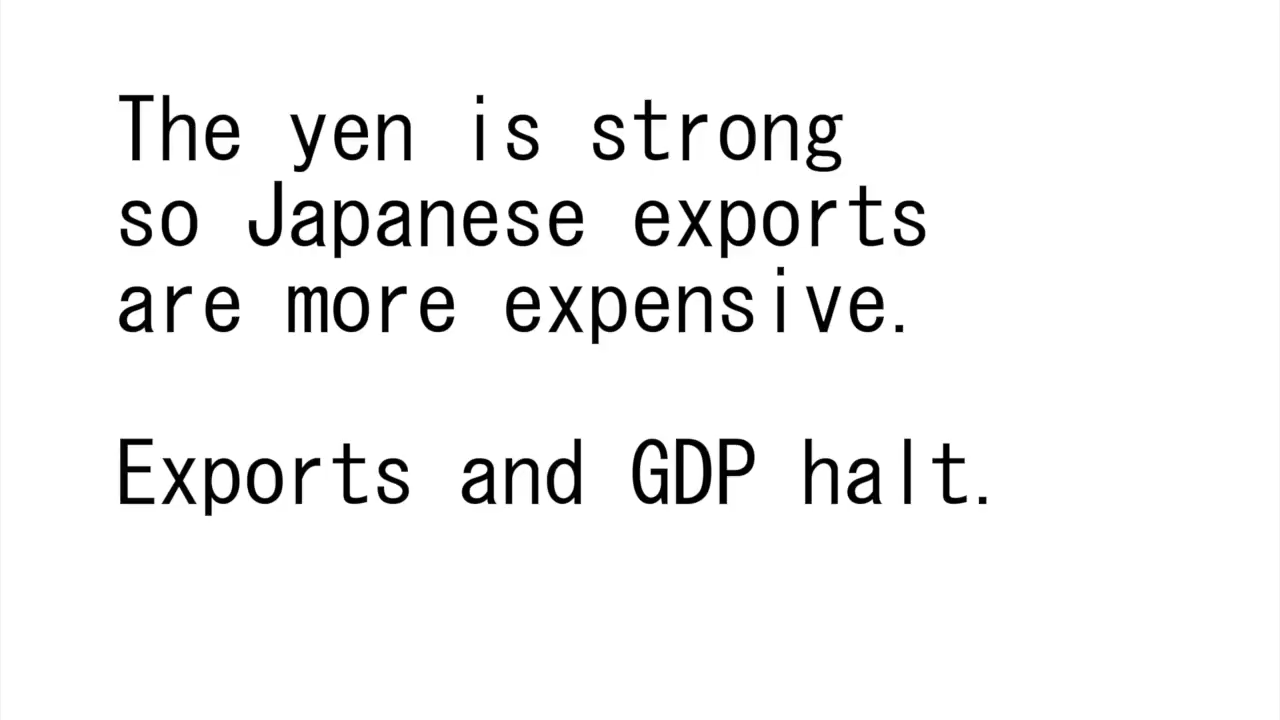 The yen is strong
so Japanese exports
are more expensive.
Exports and GDP halt.